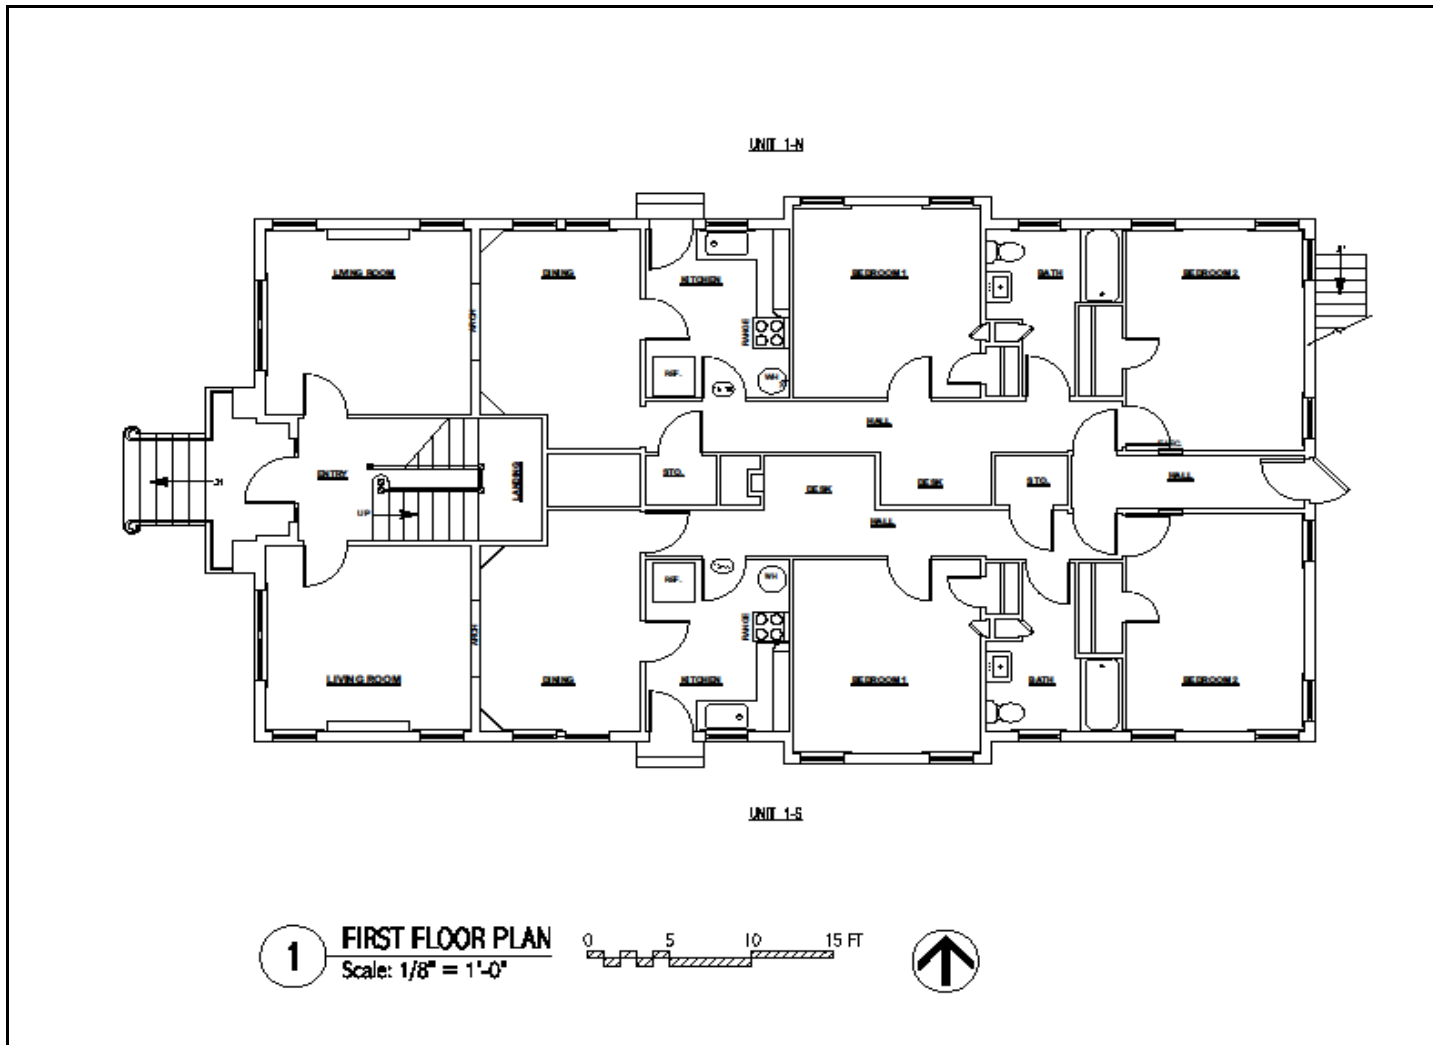 UNIT 1-N
LIVING ROOM
DINING
KITCHEN
BEDROOM 1
BATH
BEDROOM 2
ARCH
RANGE
REF.
WH
HALL
ENTRY
LANDING
STO.
DESK
DESK
STO.
HALL
UP
HALL
REF.
WH
RANGE
ARCH
LIVING ROOM
DINING
KITCHEN
BEDROOM 1
BATH
BEDROOM 2
UNIT 1-S
1
FIRST FLOOR PLAN
Scale: 1/8" = 1'-0"
0 5 10 15 FT